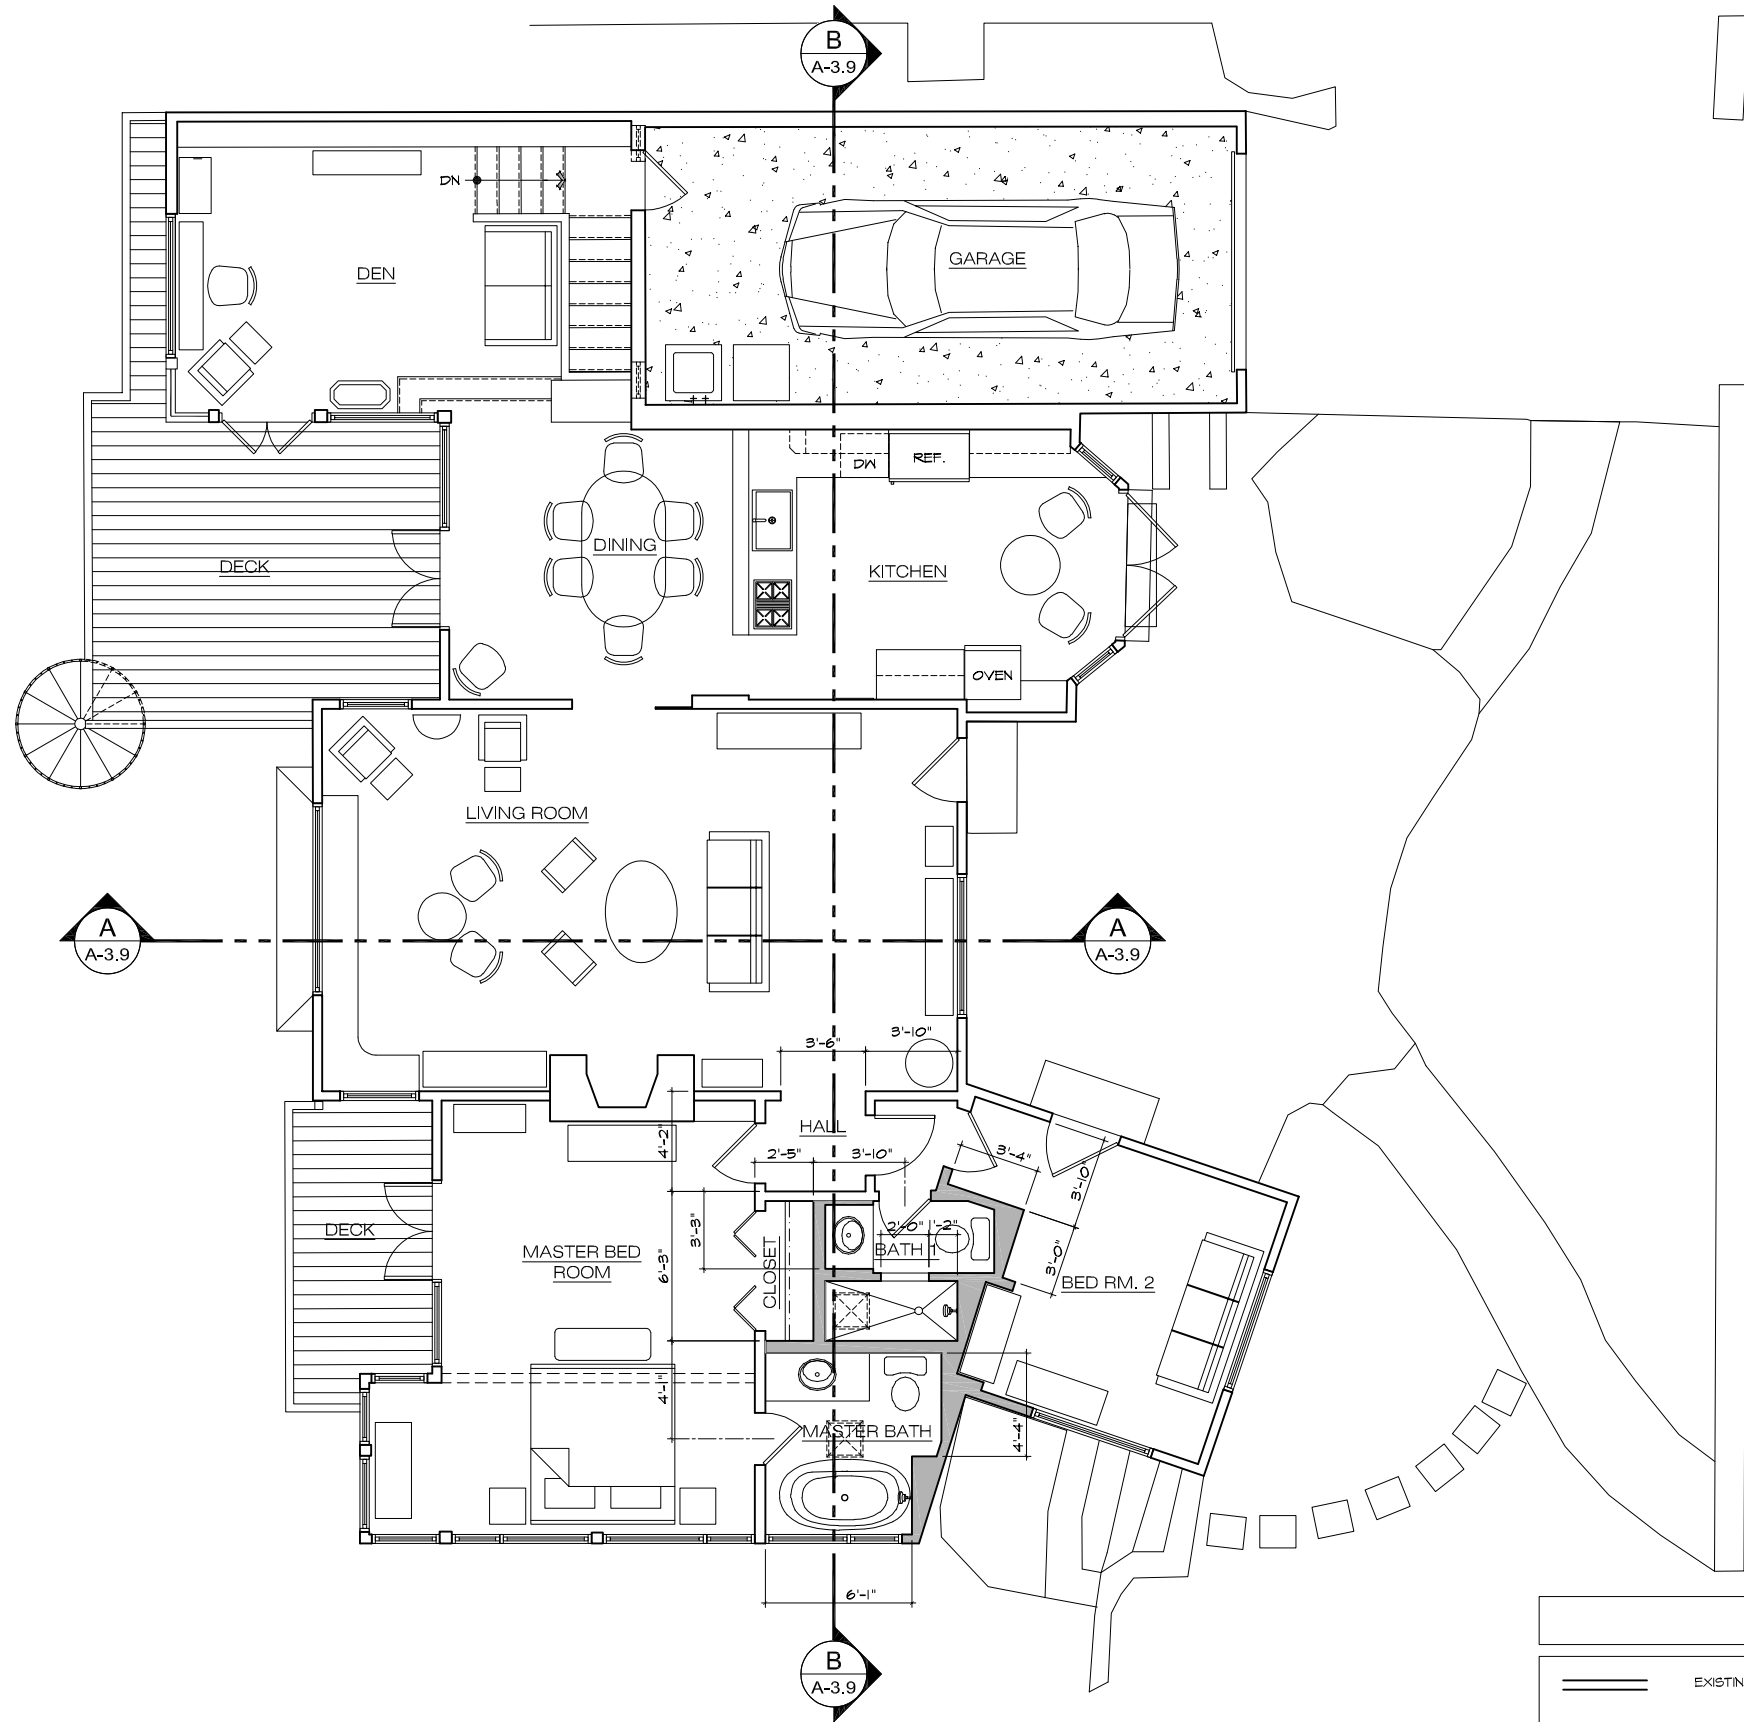 B
A-3.9
DN
DEN
GARAGE
DW
REF.
DINING
DECK
KITCHEN
OVEN
LIVING ROOM
A
A-3.9
A
A-3.9
3'-10"
3'-6"
HALL
4'-2"
2'-5"
3'-10"
3'-4"
3'-10"
DECK
MASTER BED
ROOM
3'-3"
6'-3"
CLOSET
2'-0"
1'-2"
BATH 1
3'-0"
BED RM. 2
4'-1"
MASTER BATH
4'-4"
6'-1"
B
A-3.9
EXISTIN